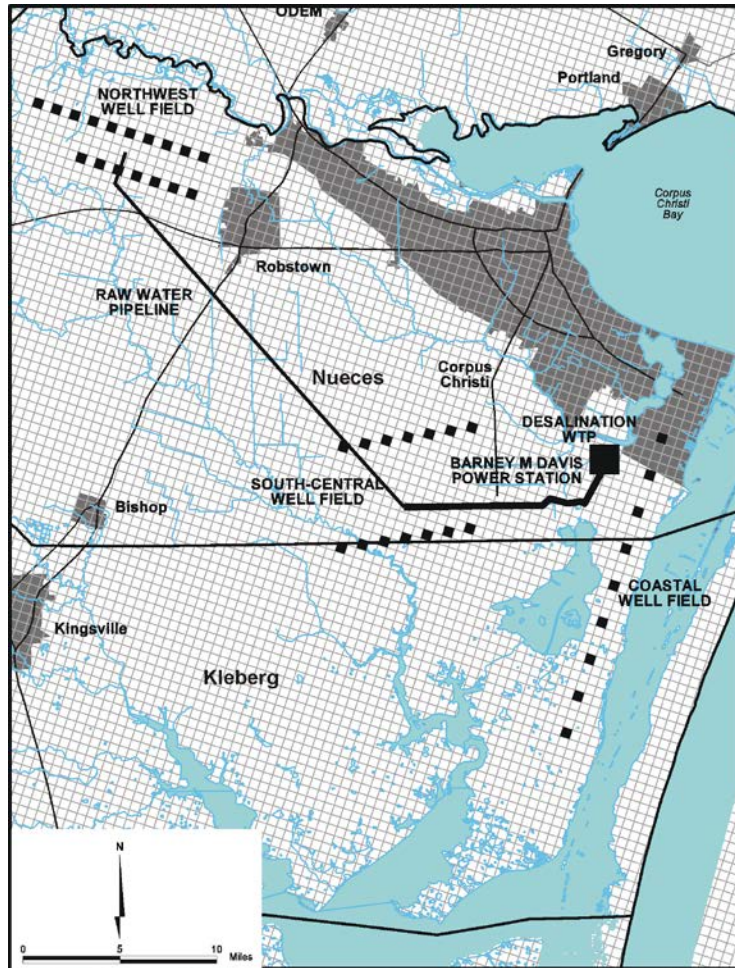 ODEM
Gregory
Portland
NORTHWEST
WELL FIELD
Corpus
Christi
Bay
Robstown
RAW WATER
PIPELINE
Nueces
Corpus
Christi
DESALINATION
WTP
BARNEY M DAVIS
POWER STATION
SOUTH-CENTRAL
WELL FIELD
Bishop
COASTAL
WELL FIELD
Kingsville
Kleberg
N
0 5 10
Miles